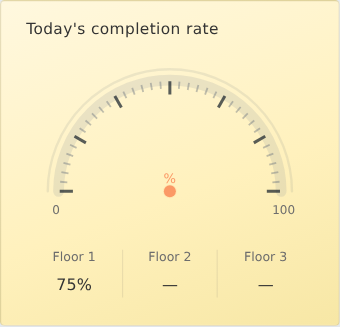 Today's completion rate
%
0 100
Floor 1 Floor 2 Floor 3
75% — —